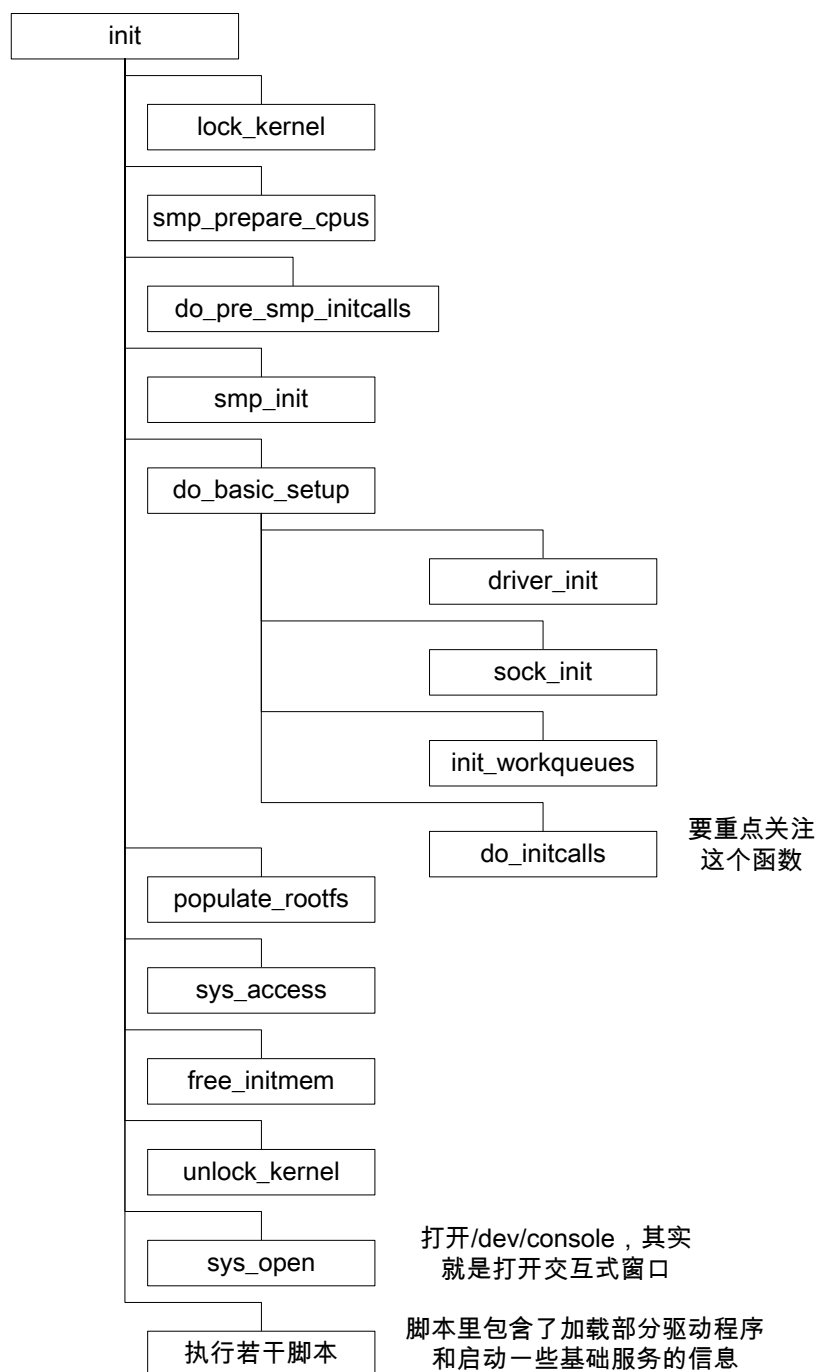 init
lock_kernel
smp_prepare_cpus
do_pre_smp_initcalls
smp_init
do_basic_setup
driver_init
sock_init
init_workqueues
do_initcalls
要重点关注
这个函数
populate_rootfs
sys_access
free_initmem
unlock_kernel
sys_open
打开/dev/console，其实
就是打开交互式窗口
执行若干脚本
脚本里包含了加载部分驱动程序
和启动一些基础服务的信息